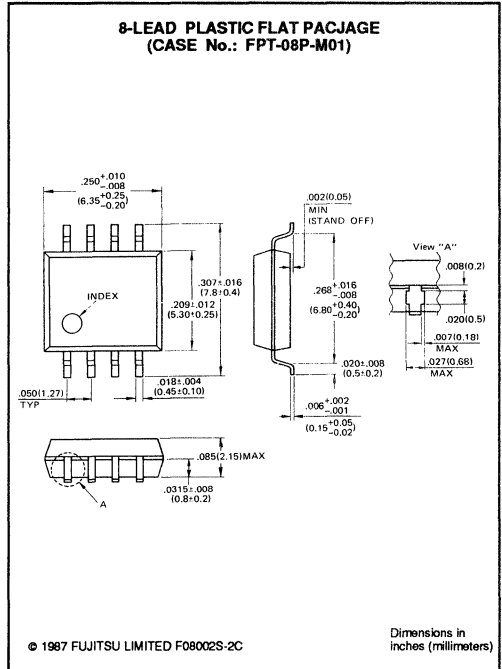 8-LEAD PLASTIC FLAT PACJAGE
(CASE No.: FPT-08P-M01)
.250 +.010 -.008
(6.35 +0.25 -0.20)
.002(0.05)
MIN
(STAND OFF)
View "A"
.008(0.2)
INDEX
.307±.016
(7.8±0.4)
.209±.012
(5.30±0.25)
.268 +.016 -.008
(6.80 +0.40 -0.20)
.020(0.5)
.007(0.18)
MAX
.027(0.68)
MAX
.050(1.27)
TYP
.018±.004
(0.45±0.10)
.020±.008
(0.5±0.2)
.006 +.002 -.001
(0.15 +0.05 -0.02)
.085(2.15)MAX
.0315±.008
(0.8±0.2)
A
© 1987 FUJITSU LIMITED F08002S-2C
Dimensions in
inches (millimeters)